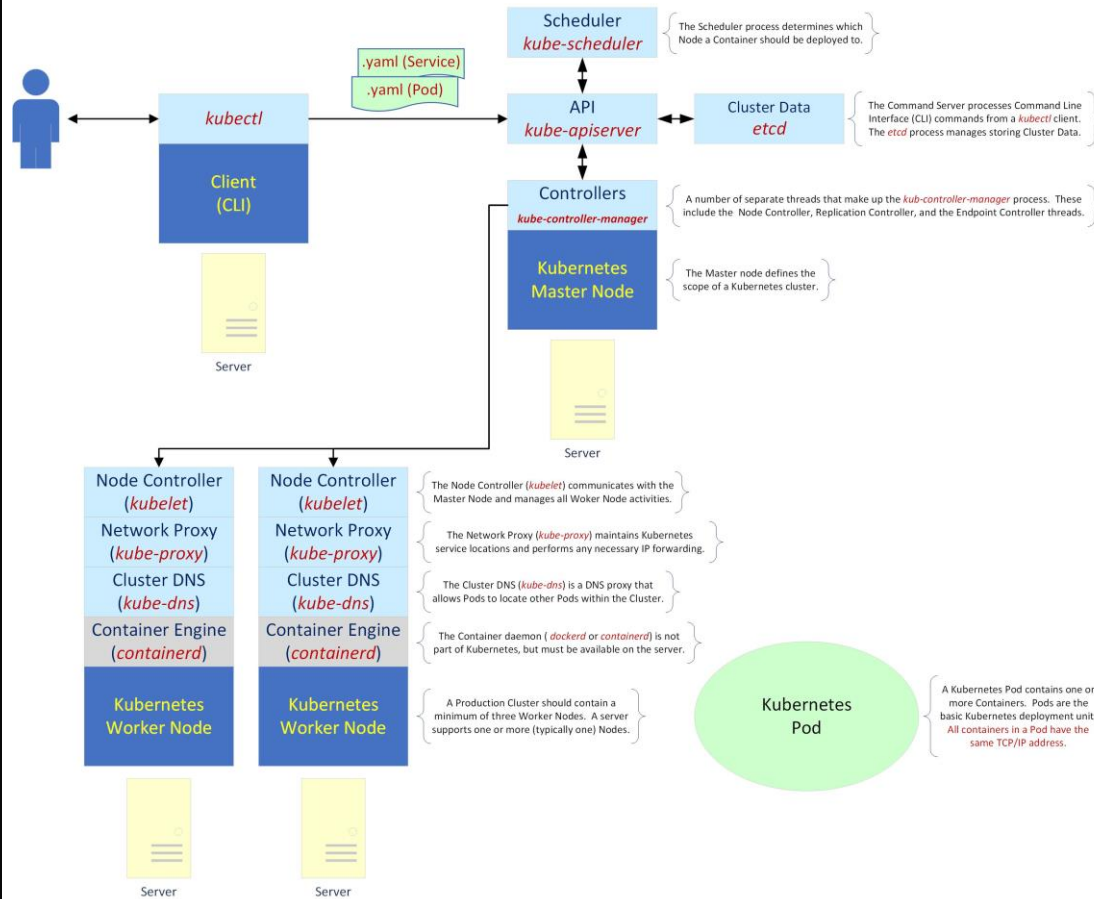 Scheduler
kube-scheduler
The Scheduler process determines which
Node a Container should be deployed to.
.yaml (Service)
.yaml (Pod)
kubectl
Client
(CLI)
Server
API
kube-apiserver
Cluster Data
etcd
The Command Server processes Command Line
Interface (CLI) commands from a kubectl client.
The etcd process manages storing Cluster Data.
Controllers
kube-controller-manager
A number of separate threads that make up the kub-controller-manager process. These
include the Node Controller, Replication Controller, and the Endpoint Controller threads.
Kubernetes
Master Node
The Master node defines the
scope of a Kubernetes cluster.
Server
Node Controller
(kubelet)
Network Proxy
(kube-proxy)
Cluster DNS
(kube-dns)
Container Engine
(containerd)
Kubernetes
Worker Node
Server
Node Controller
(kubelet)
Network Proxy
(kube-proxy)
Cluster DNS
(kube-dns)
Container Engine
(containerd)
Kubernetes
Worker Node
Server
The Node Controller (kubelet) communicates with the
Master Node and manages all Woker Node activities.
The Network Proxy (kube-proxy) maintains Kubernetes
service locations and performs any necessary IP forwarding.
The Cluster DNS (kube-dns) is a DNS proxy that
allows Pods to locate other Pods within the Cluster.
The Container daemon ( dockerd or containerd) is not
part of Kubernetes, but must be available on the server.
A Production Cluster should contain a
minimum of three Worker Nodes. A server
supports one or more (typically one) Nodes.
Kubernetes
Pod
A Kubernetes Pod contains one or
more Containers. Pods are the
basic Kubernetes deployment unit
All containers in a Pod have the
same TCP/IP address.